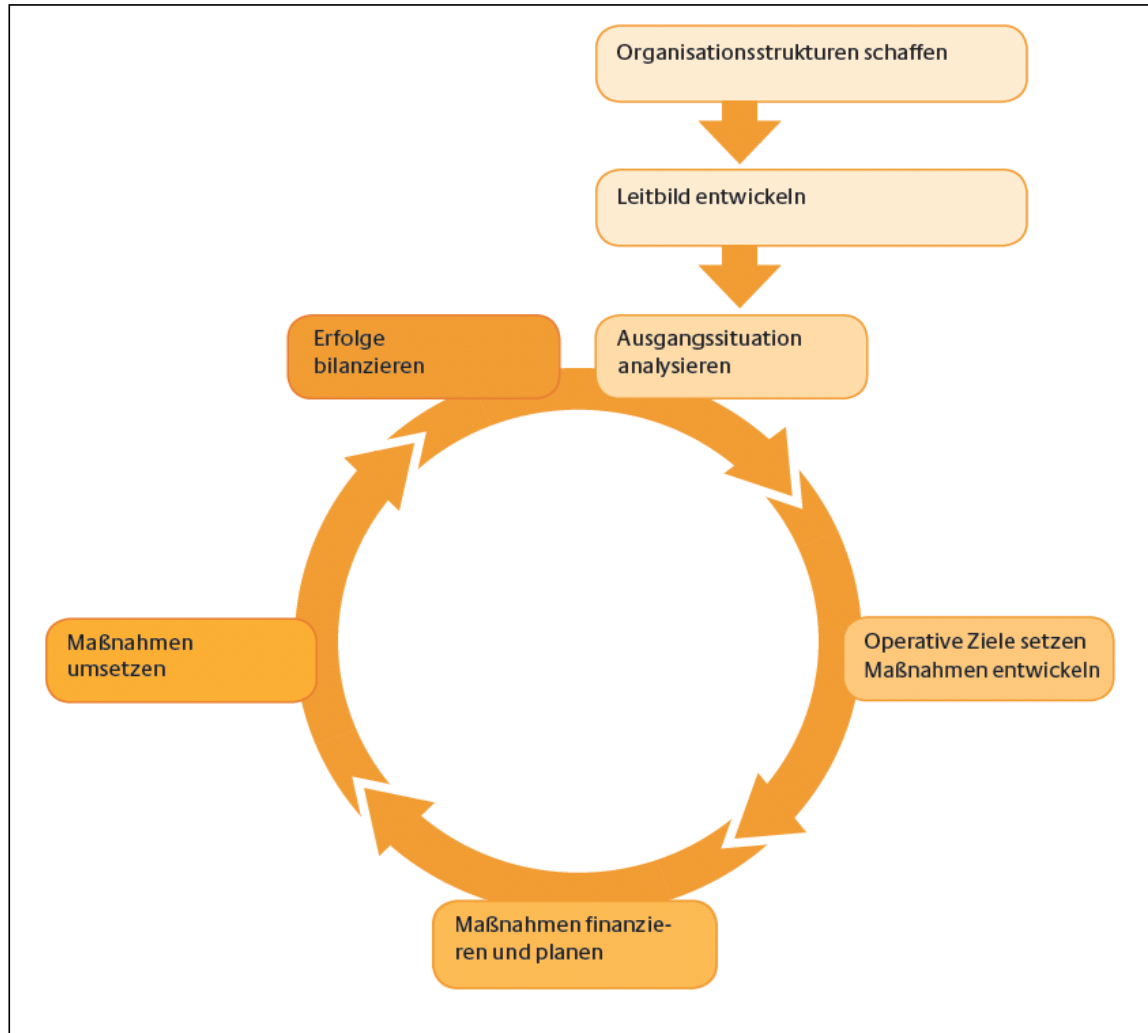 Organisationsstrukturen schaffen
Leitbild entwickeln
Ausgangssituation
analysieren
Operative Ziele setzen
Maßnahmen entwickeln
Maßnahmen finanzie-
ren und planen
Maßnahmen
umsetzen
Erfolge
bilanzieren